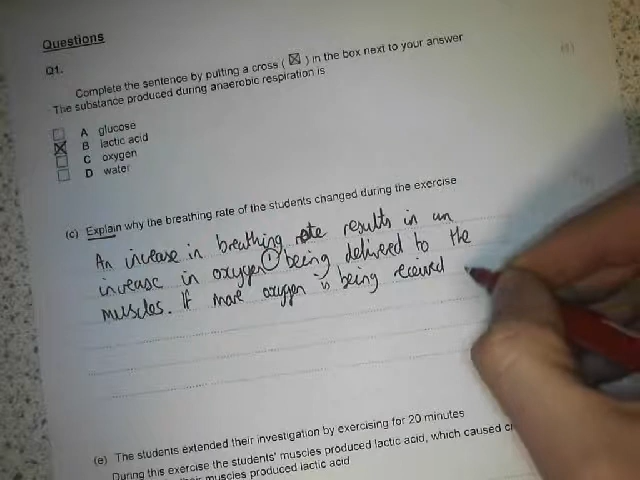 Questions
Q1.
Complete the sentence by putting a cross ( ☒ ) in the box next to your answer
The substance produced during anaerobic respiration is
(1)
A glucose
B lactic acid
C oxygen
D water
(c) Explain why the breathing rate of the students changed during the exercise
An increase in breathing rate results in an
increase in oxygen 1 being delivered to the
muscles. If more oxygen is being received
(e) The students extended their investigation by exercising for 20 minutes
During this exercise the students' muscles produced lactic acid, which caused
muscles produced lactic acid